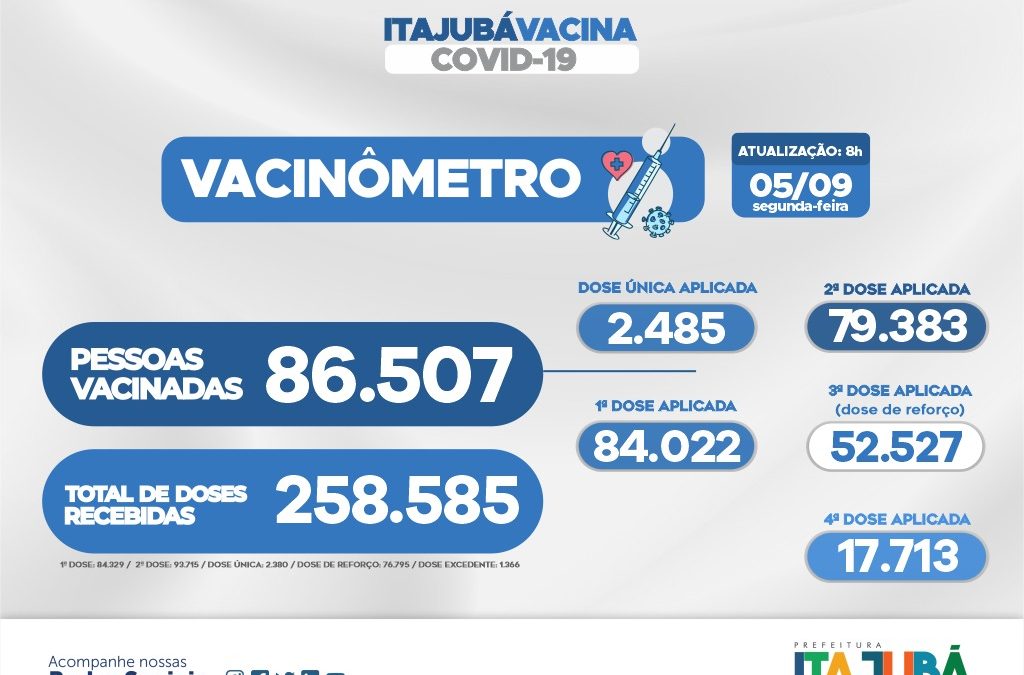 ITAJUBÁVACINA
COVID-19
VACINÔMETRO
ATUALIZAÇÃO: 8h
05/09
segunda-feira
PESSOAS
VACINADAS
86.507
TOTAL DE DOSES
RECEBIDAS
258.585
1ª DOSE: 84.329 / 2ª DOSE: 93.715 / DOSE ÚNICA: 2.380 / DOSE DE REFORÇO: 76.795 / DOSE EXCEDENTE: 1.366
DOSE ÚNICA APLICADA
2.485
1ª DOSE APLICADA
84.022
2ª DOSE APLICADA
79.383
3ª DOSE APLICADA
(dose de reforço)
52.527
4ª DOSE APLICADA
17.713
Acompanhe nossas
Redes Sociais
PREFEITURA
ITAJUBÁ